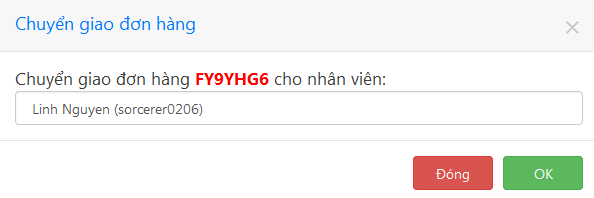 Chuyển giao đơn hàng
×
Chuyển giao đơn hàng FY9YHG6 cho nhân viên:
Linh Nguyen (sorcerer0206)
Đóng
OK